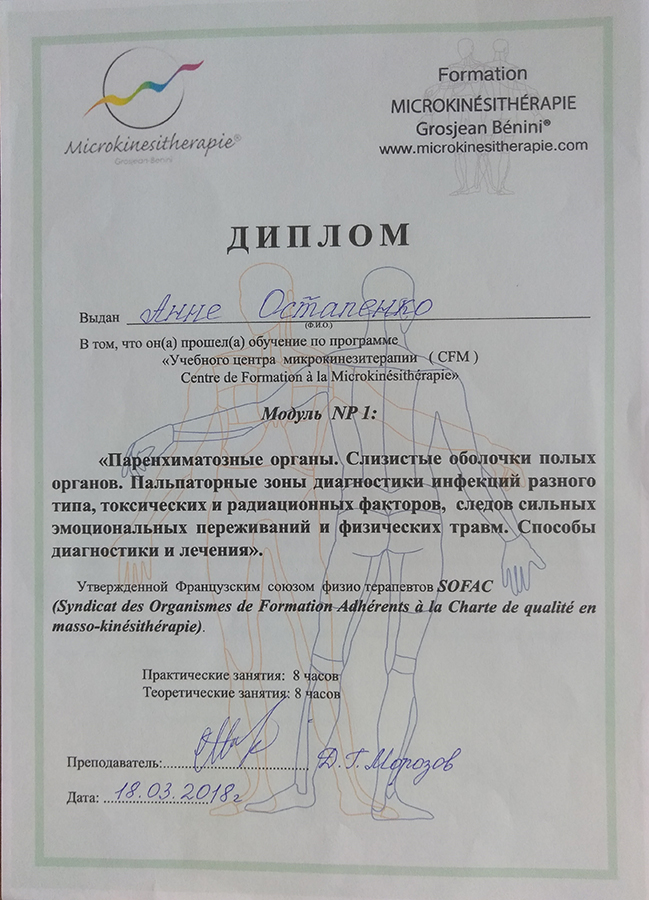 Microkinesitherapie®
Grosjean Bénini
Formation
MICROKINÉSITHÉRAPIE
Grosjean Bénini®
www.microkinesitherapie.com
ДИПЛОМ
Выдан Анне Остапенко
(Ф.И.О.)
В том, что он(а) прошел(а) обучение по программе
«Учебного центра микрокинезитерапии ( CFM )
Centre de Formation à la Microkinésithérapie»
Модуль NP 1:
«Паренхиматозные органы. Слизистые оболочки полых
органов. Пальпаторные зоны диагностики инфекций разного
типа, токсических и радиационных факторов, следов сильных
эмоциональных переживаний и физических травм. Способы
диагностики и лечения».
Утвержденной Французским союзом физиотерапевтов SOFAC
(Syndicat des Organismes de Formation Adhérents à la Charte de qualité en
masso-kinésithérapie).
Практические занятия: 8 часов
Теоретические занятия: 8 часов
Преподаватель: Д.Г.Морозов
Дата: 18.03.2018г